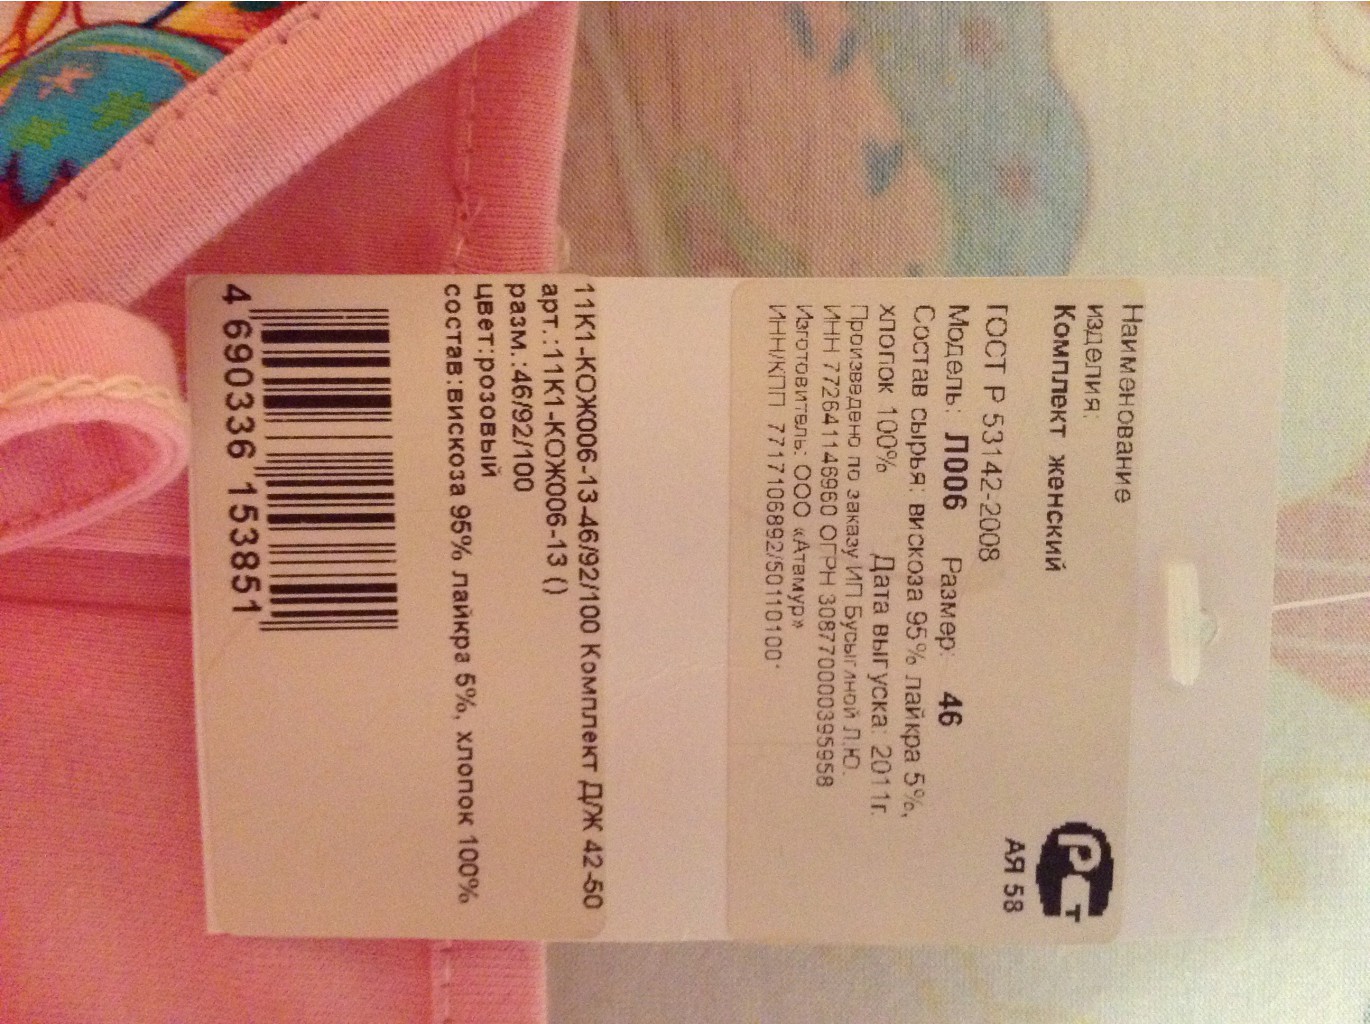 Наименование
изделия:
Комплект женский
ГОСТ Р 53142-2008
Модель: Л006 Размер: 46
Состав сырья: вискоза 95% лайкра 5%,
хлопок 100% Дата выпуска: 2011г.
Произведено по заказу ИП Бусыгиной Л.Ю.
ИНН 772641146960 ОГРН 308770000395958
Изготовитель: ООО «Атамур»
ИНН/КПП 7717106892/50110100
РСТ
АЯ 58
11К1-КОЖ006-13-46/92/100 Комплект Д/Ж 42-50
арт.:11К1-КОЖ006-13 ()
разм.:46/92/100
цвет:розовый
состав:вискоза 95% лайкра 5%, хлопок 100%
4 690336 153851